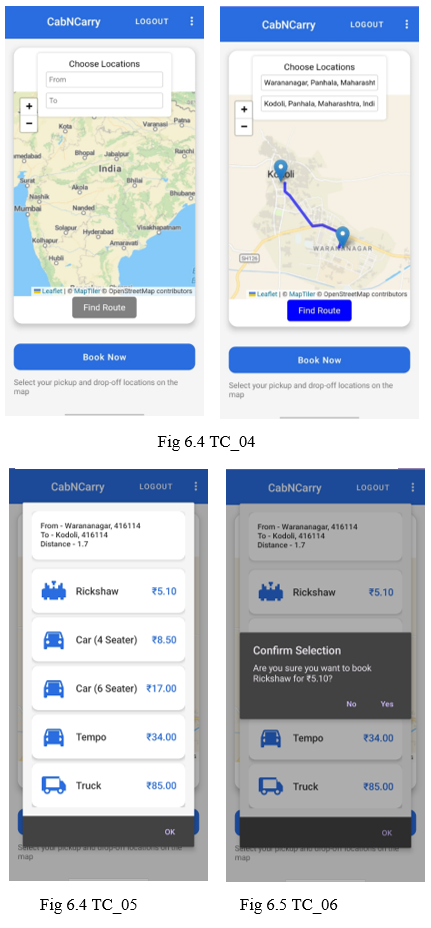 CabNCarry LOGOUT
Choose Locations
From
To
+
−
Kota
Varanasi
Patna
medabad
Bhopal
Jabalpur
Ranchi
India
Surat
Akola
Bhilai
Nashik
Bhubane
Mumbai
Nanded
Solapur
Hyderabad
Visakhapatnam
Kolhapur
Amaravati
Hubli
Leaflet | © MapTiler © OpenStreetMap contributors
Find Route
Book Now
Select your pickup and drop-off locations on the
map
CabNCarry LOGOUT
Choose Locations
Warananagar, Panhala, Maharasht
Kodoli, Panhala, Maharashtra, Indi
+
−
WARANANAGAR
SH126
Leaflet | © MapTiler © OpenStreetMap contributors
Find Route
Book Now
Select your pickup and drop-off locations on the
map
Fig 6.4 TC_04
CabNCarry LOGOUT
From - Warananagar, 416114
To - Kodoli, 416114
Distance - 1.7
Rickshaw ₹5.10
Car (4 Seater) ₹8.50
Car (6 Seater) ₹17.00
Tempo ₹34.00
Truck ₹85.00
OK
Select your pickup and drop-off locations on the
map
CabNCarry LOGOUT
From - Warananagar, 416114
To - Kodoli, 416114
Distance - 1.7
Rickshaw ₹5.10
Confirm Selection
Are you sure you want to book
Rickshaw for ₹5.10?
No Yes
Tempo ₹34.00
Truck ₹85.00
OK
Select your pickup and drop-off locations on the
map
Fig 6.4 TC_05
Fig 6.5 TC_06